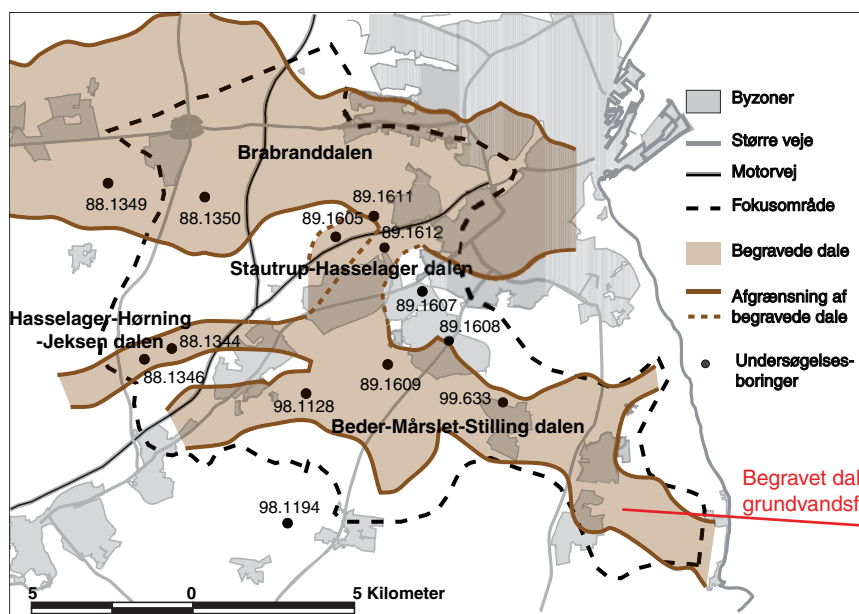 Brabranddalen
88.1349
88.1350
89.1611
89.1605
89.1612
Stautrup-Hasselager dalen
89.1607
89.1608
Hasselager-Hørning
-Jeksen dalen
88.1344
88.1346
98.1128
89.1609
99.633
Beder-Mårslet-Stilling dalen
98.1194
5
0
5 Kilometer
Byzoner
Større veje
Motorvej
Fokusområde
Begravede dale
Afgrænsning af
begravede dale
Undersøgelses-
boringer
Begravet dal
grundvandsf